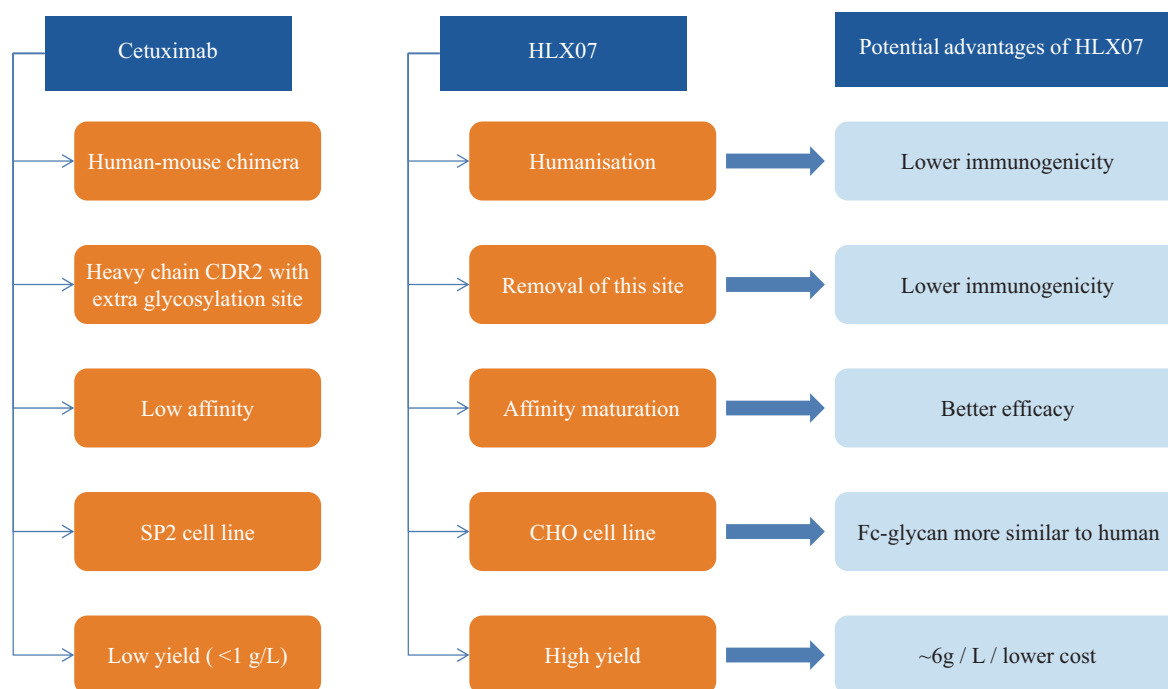 Cetuximab
HLX07
Potential advantages of HLX07
Human-mouse chimera
Humanisation
Lower immunogenicity
Heavy chain CDR2 with
extra glycosylation site
Removal of this site
Lower immunogenicity
Low affinity
Affinity maturation
Better efficacy
SP2 cell line
CHO cell line
Fc-glycan more similar to human
Low yield ( <1 g/L)
High yield
~6g / L / lower cost